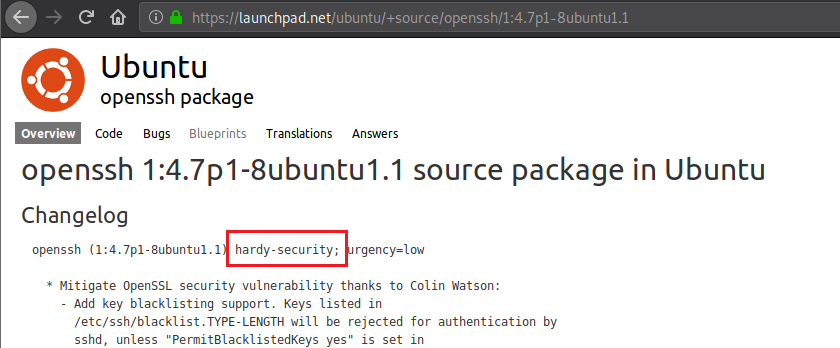 https://launchpad.net/ubuntu/+source/openssh/1:4.7p1-8ubuntu1.1
Ubuntu
openssh package
Overview Code Bugs Blueprints Translations Answers
openssh 1:4.7p1-8ubuntu1.1 source package in Ubuntu
Changelog
openssh (1:4.7p1-8ubuntu1.1) hardy-security; urgency=low
* Mitigate OpenSSL security vulnerability thanks to Colin Watson:
- Add key blacklisting support. Keys listed in
/etc/ssh/blacklist.TYPE-LENGTH will be rejected for authentication by
sshd, unless "PermitBlacklistedKeys yes" is set in